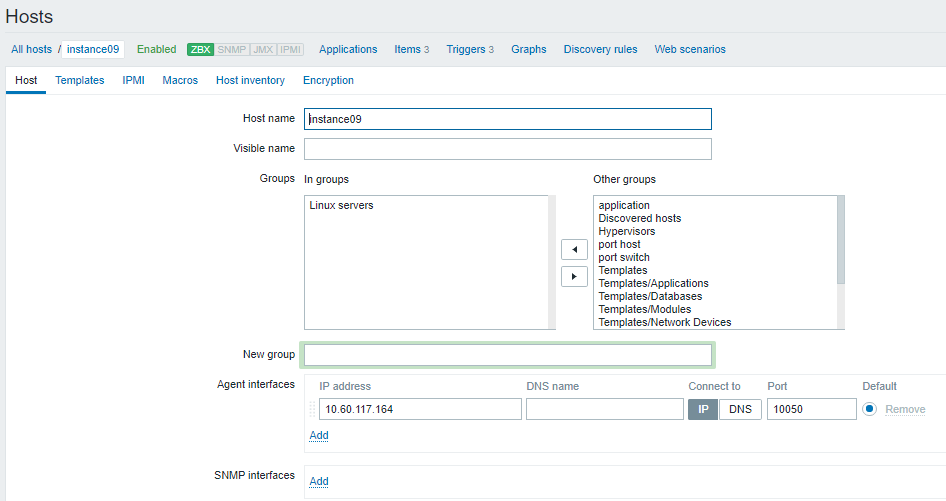 Hosts
All hosts / instance09 Enabled ZBX SNMP JMX IPMI Applications Items 3 Triggers 3 Graphs Discovery rules Web scenarios
Host Templates IPMI Macros Host inventory Encryption
Host name instance09
Visible name
Groups In groups Other groups
Linux servers
application
Discovered hosts
Hypervisors
port host
port switch
Templates
Templates/Applications
Templates/Databases
Templates/Modules
Templates/Network Devices
New group
Agent interfaces IP address DNS name Connect to Port Default
10.60.117.164 IP DNS 10050 Remove
Add
SNMP interfaces Add